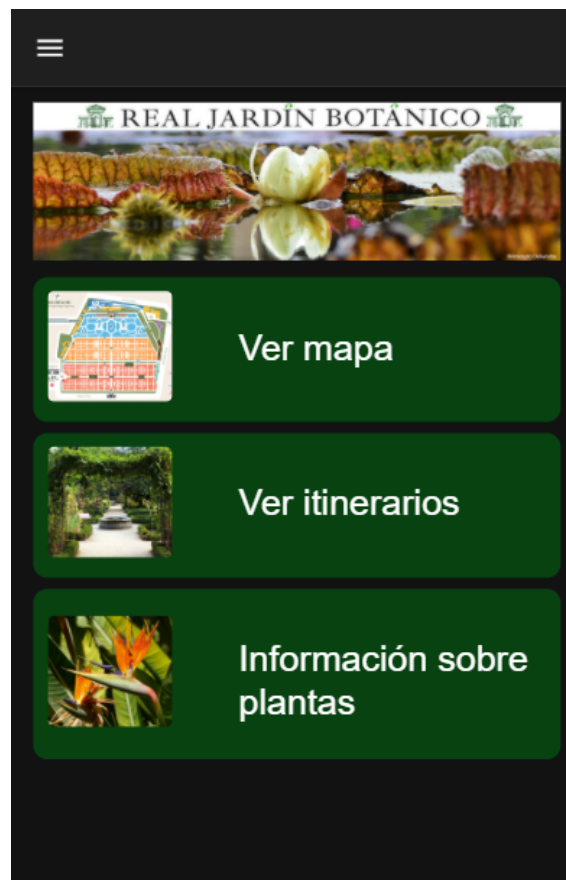 REAL JARDÍN BOTÁNICO
Ver mapa
Ver itinerarios
Información sobre
plantas